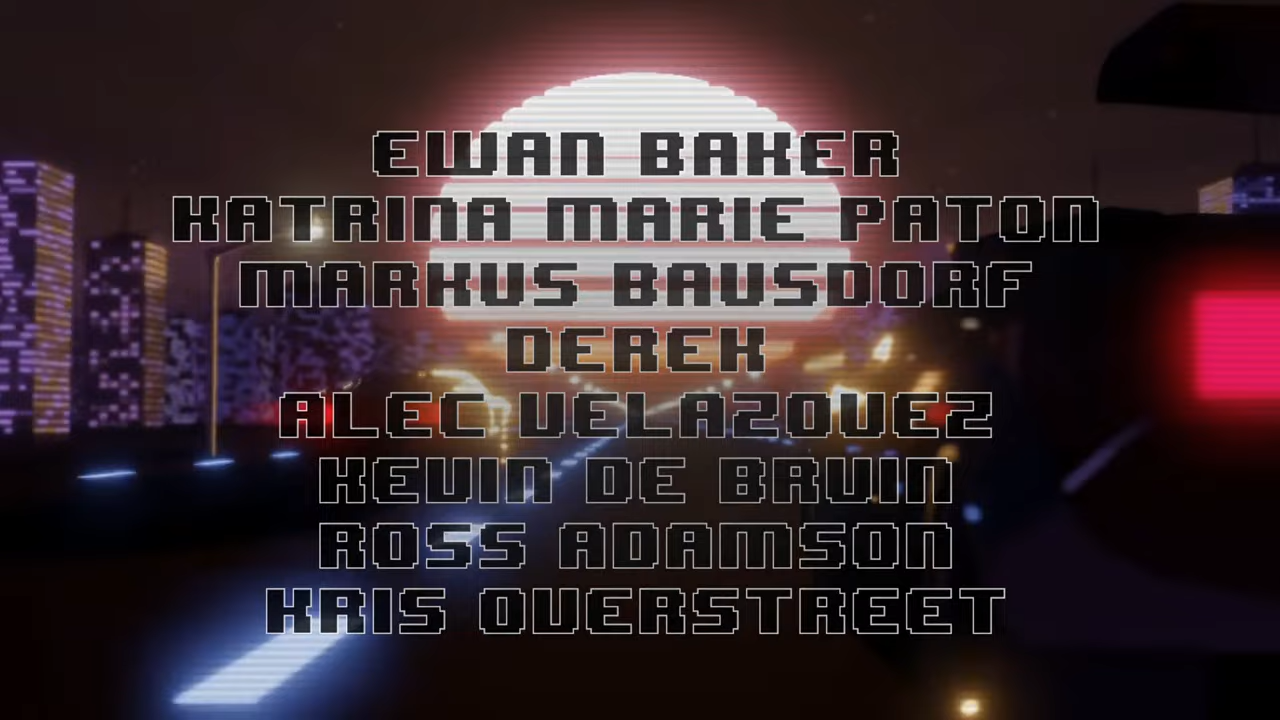 EWAN BAKER
KATRINA MARIE PATON
MARKUS BAUSDORF
DEREK
ALEC VELAZQUEZ
KEVIN DE BRUIN
ROSS ADAMSON
KRIS OVERSTREET